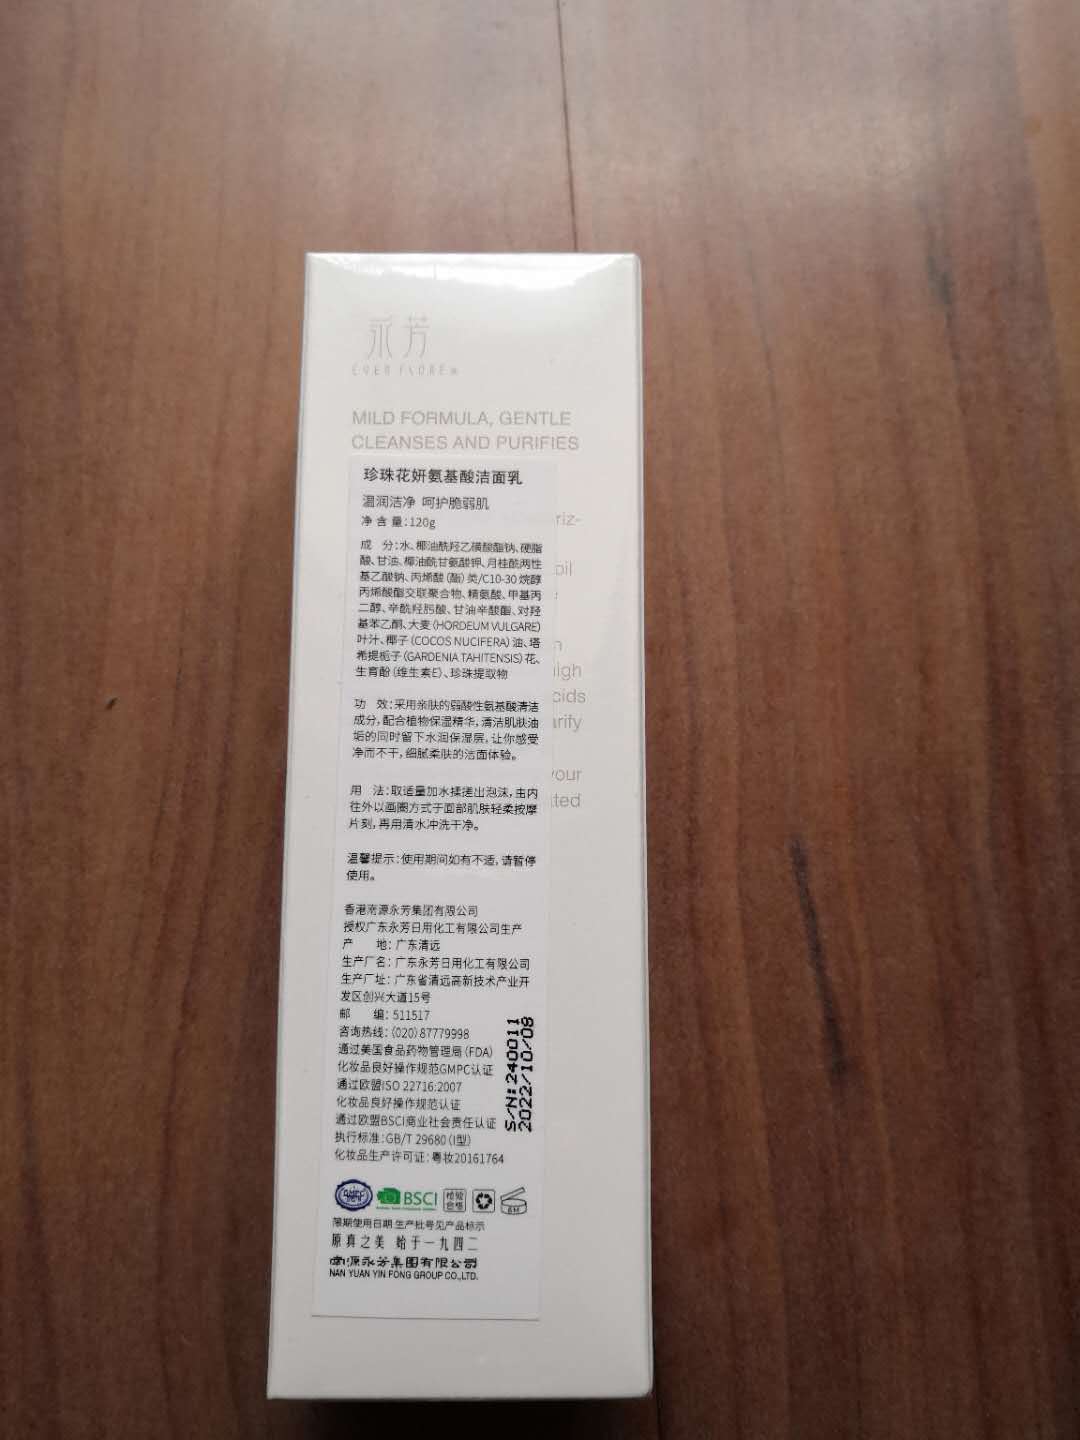 永芳
EVER FLORE
MILD FORMULA, GENTLE
CLEANSES AND PURIFIES
珍珠花妍氨基酸洁面乳
温润洁净 呵护脆弱肌
净含量:120g
riz-
成 分:水、椰油酰羟乙磺酸酯钠、硬脂
酸、甘油、椰油酰甘氨酸钾、月桂酰两性
oil
基乙酸钠、丙烯酸(酯)类/C10-30 烷醇
丙烯酸酯交联聚合物、精氨酸、甲基丙
二醇、辛酰羟肟酸、甘油辛酸酯、对羟
基苯乙酮、大麦(HORDEUM VULGARE)
叶汁、椰子(COCOS NUCIFERA)油、塔
希提栀子(GARDENIA TAHITENSIS)花、
生育酚(维生素E)、珍珠提取物
igh
cids
功 效:采用亲肤的弱酸性氨基酸清洁
成分,配合植物保湿精华,清洁肌肤油
arify
垢的同时留下水润保湿层,让你感受
净而不干,细腻柔肤的洁面体验。
your
用 法:取适量加水揉搓出泡沫,由内
ted
往外以画圈方式于面部肌肤轻柔按摩
片刻,再用清水冲洗干净。
温馨提示:使用期间如有不适,请暂停
使用。
香港南源永芳集团有限公司
授权广东永芳日用化工有限公司生产
产 地:广东清远
生产厂名:广东永芳日用化工有限公司
生产厂址:广东省清远高新技术产业开
发区创兴大道15号
邮 编:511517
咨询热线:(020)87779998
通过美国食品药物管理局(FDA)
化妆品良好操作规范GMPC认证
通过欧盟ISO 22716:2007
化妆品良好操作规范认证
通过欧盟BSCI商业社会责任认证
执行标准:GB/T 29680(I型)
化妆品生产许可证:粤妆20161764
S/N:240011
2022/10/08
GMPC
BSCI
检验
合格
6M
限期使用日期 生产批号见产品标示
原真之美 始于一九四二
南源永芳集团有限公司
NAN YUAN YIN FONG GROUP CO.,LTD.